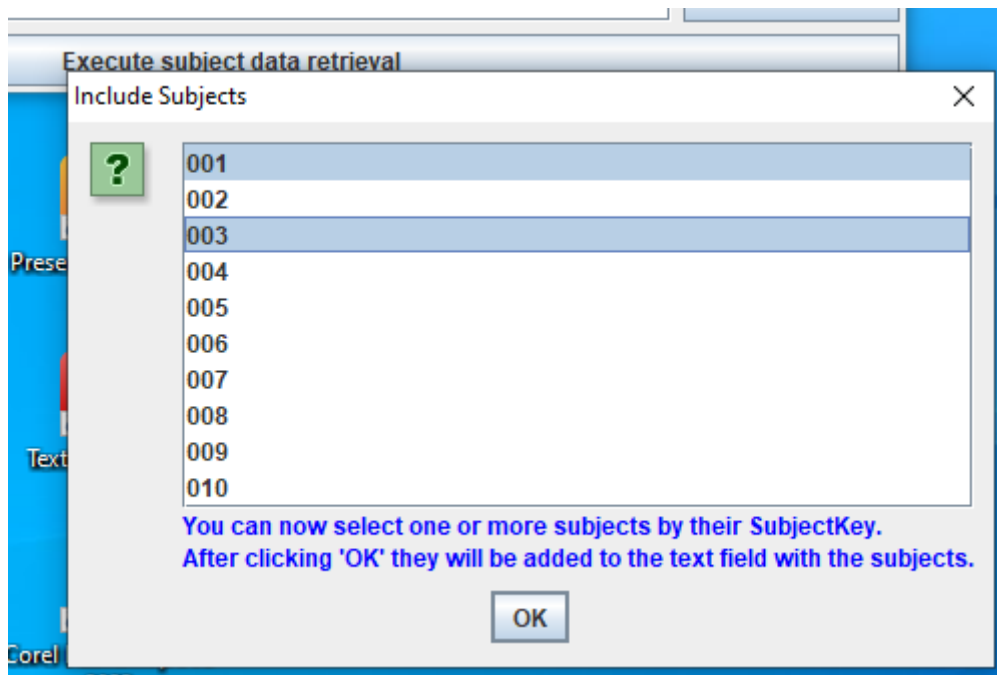 Execute subject data retrieval
Include Subjects
?
001
002
003
004
005
006
007
008
009
010
You can now select one or more subjects by their SubjectKey.
After clicking 'OK' they will be added to the text field with the subjects.
OK
Prese
Text
Corel